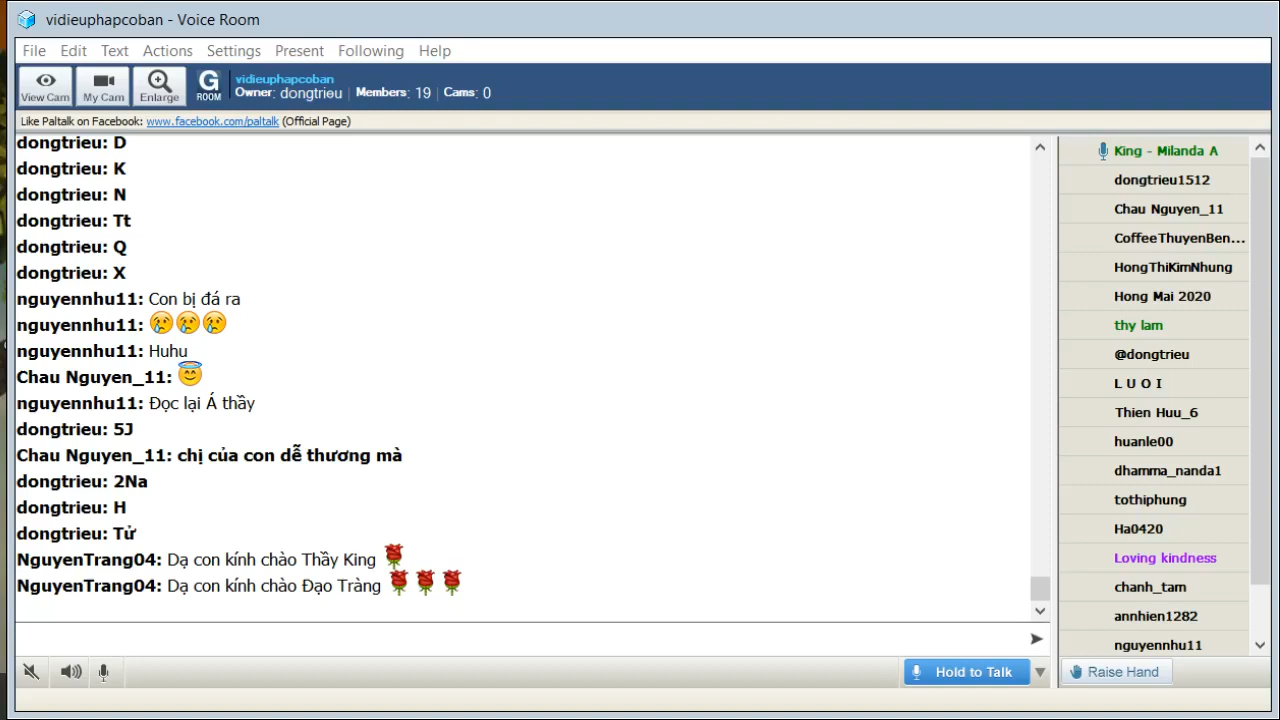 vidieuphapcoban - Voice Room
File Edit Text Actions Settings Present Following Help
View Cam
My Cam
Enlarge
G ROOM
vidieuphapcoban
Owner: dongtrieu Members: 19 Cams: 0
Like Paltalk on Facebook: www.facebook.com/paltalk (Official Page)
dongtrieu: D
dongtrieu: K
dongtrieu: N
dongtrieu: Tt
dongtrieu: Q
dongtrieu: X
nguyennhu11: Con bị đá ra
nguyennhu11: 😢😢😢
nguyennhu11: Huhu
Chau Nguyen_11: 😇
nguyennhu11: Đọc lại Á thầy
dongtrieu: 5J
Chau Nguyen_11: chị của con dễ thương mà
dongtrieu: 2Na
dongtrieu: H
dongtrieu: Tử
NguyenTrang04: Dạ con kính chào Thầy King 🌹
NguyenTrang04: Dạ con kính chào Đạo Tràng 🌹🌹🌹
King - Milanda A
dongtrieu1512
Chau Nguyen_11
CoffeeThuyenBen...
HongThiKimNhung
Hong Mai 2020
thy lam
@dongtrieu
L U O I
Thien Huu_6
huanle00
dhamma_nanda1
tothiphung
Ha0420
Loving kindness
chanh_tam
annhien1282
nguyennhu11
Hold to Talk
Raise Hand